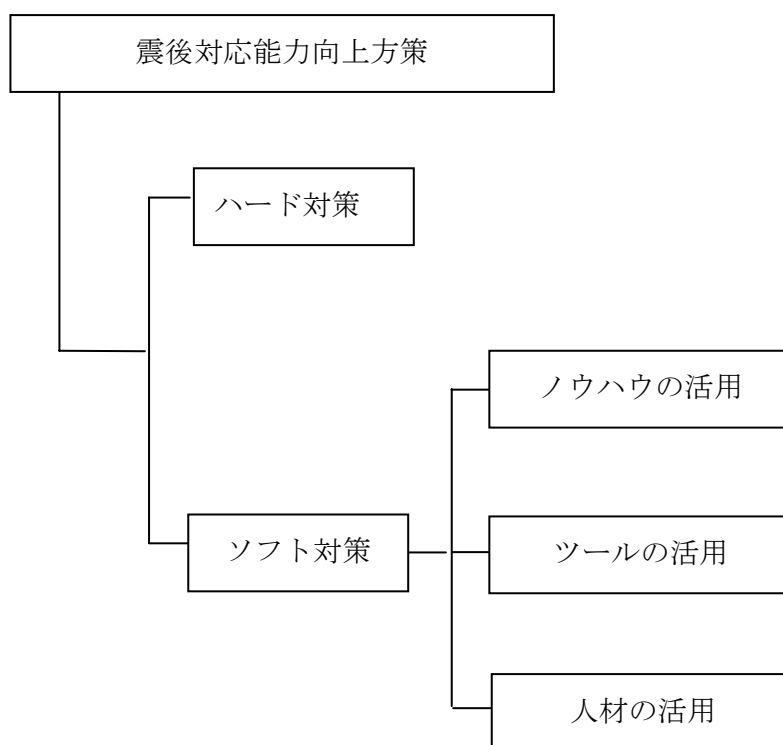 震後対応能力向上方策
ハード対策
ノウハウの活用
ソフト対策
ツールの活用
人材の活用